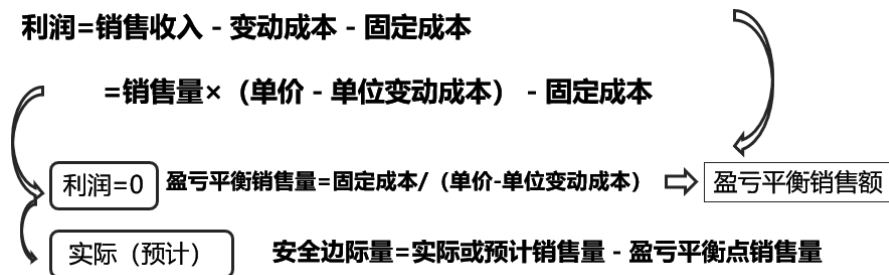 利润=销售收入 - 变动成本 - 固定成本
=销售量×（单价 - 单位变动成本） - 固定成本
利润=0 盈亏平衡销售量=固定成本/（单价-单位变动成本） 盈亏平衡销售额
实际（预计） 安全边际量=实际或预计销售量 - 盈亏平衡点销售量